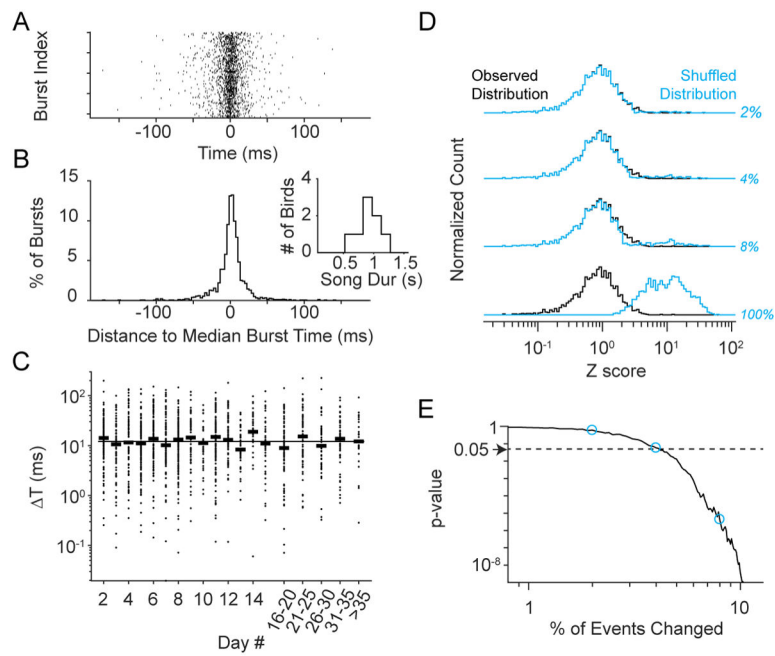 A
Burst Index
-100
0
100
Time (ms)
B
15
10
5
0
% of Bursts
-100
0
100
Distance to Median Burst Time (ms)
4
2
0
# of Birds
0.5
1
1.5
Song Dur (s)
C
10²
10¹
10⁰
10⁻¹
ΔT (ms)
2
4
6
8
10
12
14
16-20
21-25
26-30
31-35
>35
Day #
D
Observed
Distribution
Shuffled
Distribution
2%
4%
8%
100%
Normalized Count
10⁻¹
10⁰
10¹
10²
Z score
E
1
0.05
10⁻⁸
p-value
1
10
% of Events Changed